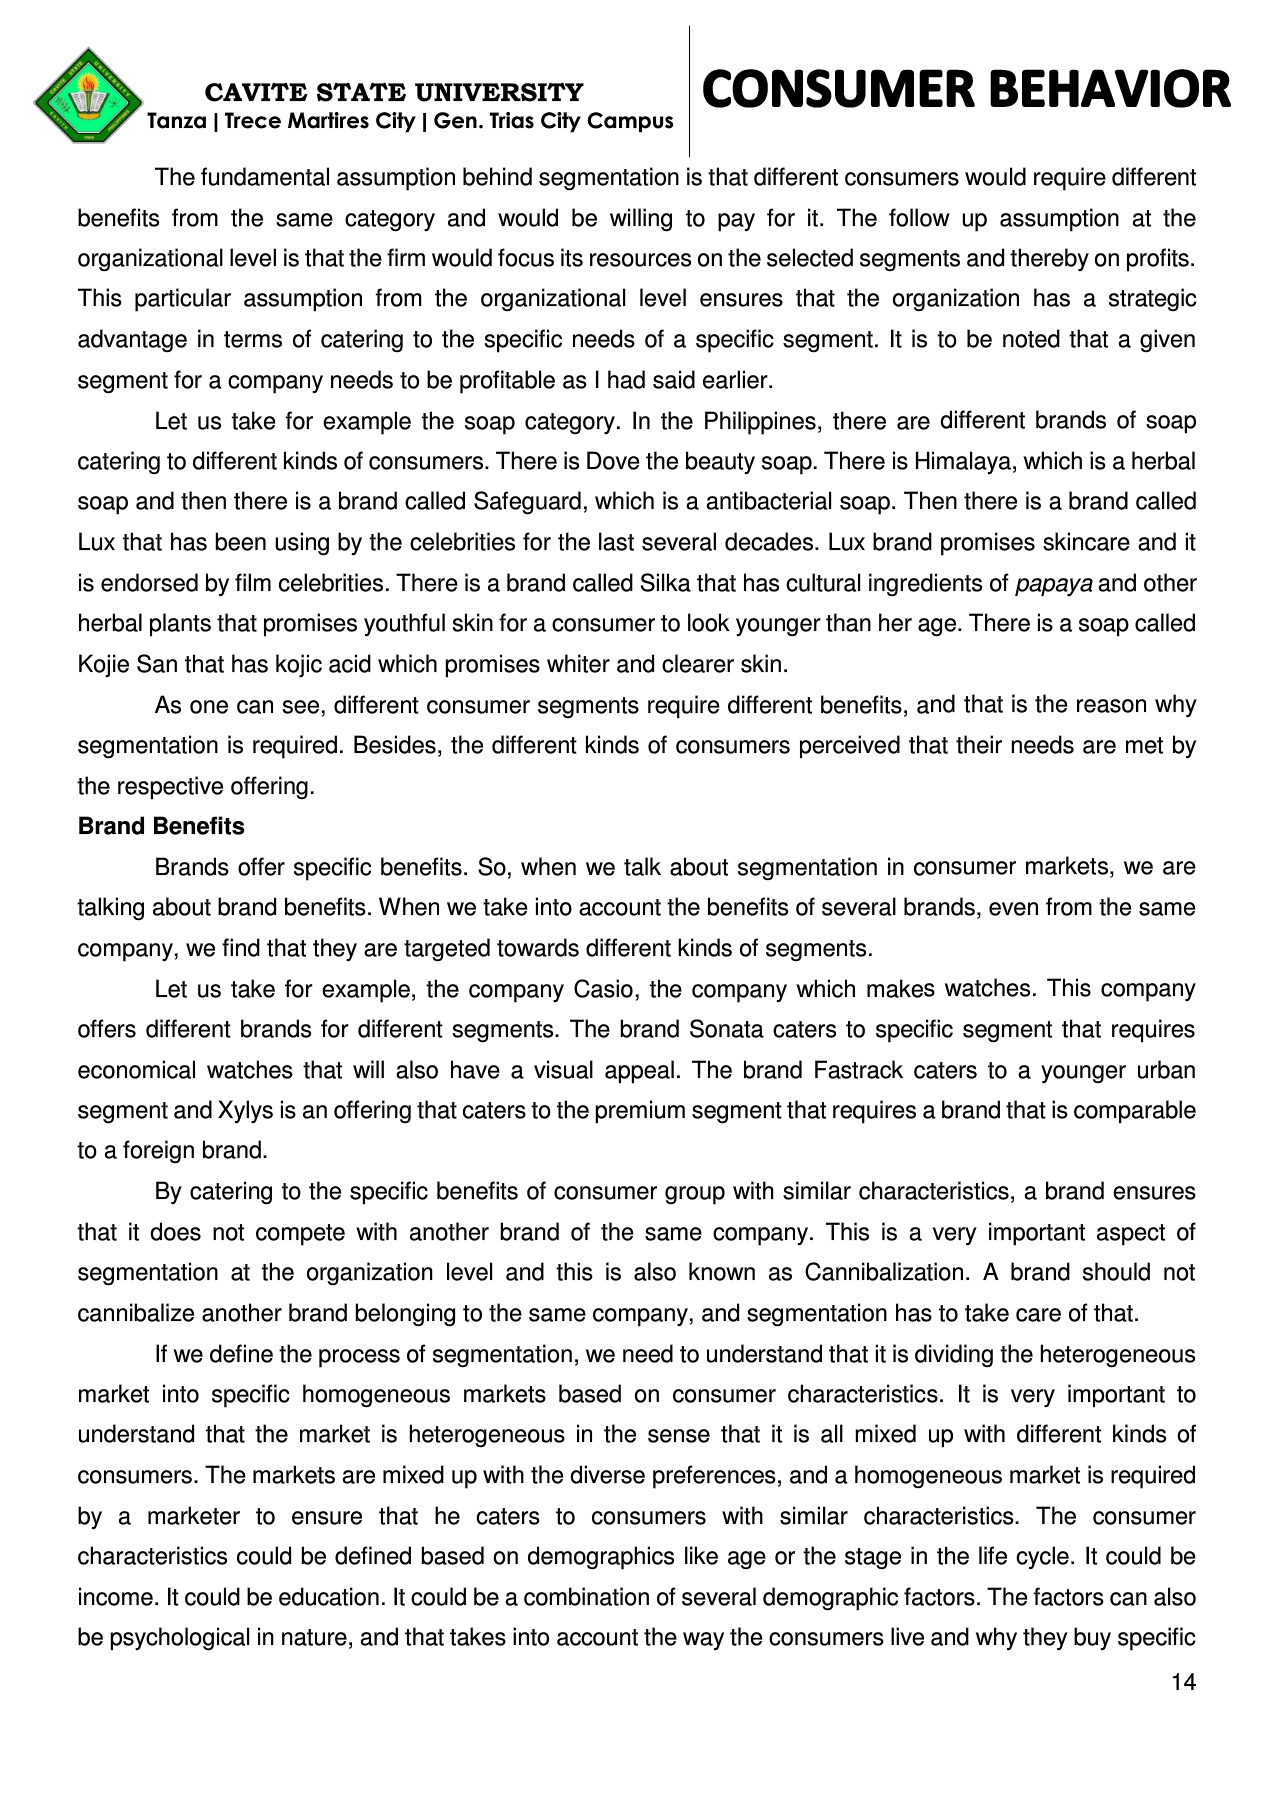 CAVITE STATE UNIVERSITY
Tanza | Trece Martires City | Gen. Trias City Campus
CONSUMER BEHAVIOR
The fundamental assumption behind segmentation is that different consumers would require different
benefits from the same category and would be willing to pay for it. The follow up assumption at the
organizational level is that the firm would focus its resources on the selected segments and thereby on profits.
This particular assumption from the organizational level ensures that the organization has a strategic
advantage in terms of catering to the specific needs of a specific segment. It is to be noted that a given
segment for a company needs to be profitable as I had said earlier.
Let us take for example the soap category. In the Philippines, there are different brands of soap
catering to different kinds of consumers. There is Dove the beauty soap. There is Himalaya, which is a herbal
soap and then there is a brand called Safeguard, which is a antibacterial soap. Then there is a brand called
Lux that has been using by the celebrities for the last several decades. Lux brand promises skincare and it
is endorsed by film celebrities. There is a brand called Silka that has cultural ingredients of papaya and other
herbal plants that promises youthful skin for a consumer to look younger than her age. There is a soap called
Kojie San that has kojic acid which promises whiter and clearer skin.
As one can see, different consumer segments require different benefits, and that is the reason why
segmentation is required. Besides, the different kinds of consumers perceived that their needs are met by
the respective offering.
Brand Benefits
Brands offer specific benefits. So, when we talk about segmentation in consumer markets, we are
talking about brand benefits. When we take into account the benefits of several brands, even from the same
company, we find that they are targeted towards different kinds of segments.
Let us take for example, the company Casio, the company which makes watches. This company
offers different brands for different segments. The brand Sonata caters to specific segment that requires
economical watches that will also have a visual appeal. The brand Fastrack caters to a younger urban
segment and Xylys is an offering that caters to the premium segment that requires a brand that is comparable
to a foreign brand.
By catering to the specific benefits of consumer group with similar characteristics, a brand ensures
that it does not compete with another brand of the same company. This is a very important aspect of
segmentation at the organization level and this is also known as Cannibalization. A brand should not
cannibalize another brand belonging to the same company, and segmentation has to take care of that.
If we define the process of segmentation, we need to understand that it is dividing the heterogeneous
market into specific homogeneous markets based on consumer characteristics. It is very important to
understand that the market is heterogeneous in the sense that it is all mixed up with different kinds of
consumers. The markets are mixed up with the diverse preferences, and a homogeneous market is required
by a marketer to ensure that he caters to consumers with similar characteristics. The consumer
characteristics could be defined based on demographics like age or the stage in the life cycle. It could be
income. It could be education. It could be a combination of several demographic factors. The factors can also
be psychological in nature, and that takes into account the way the consumers live and why they buy specific
14